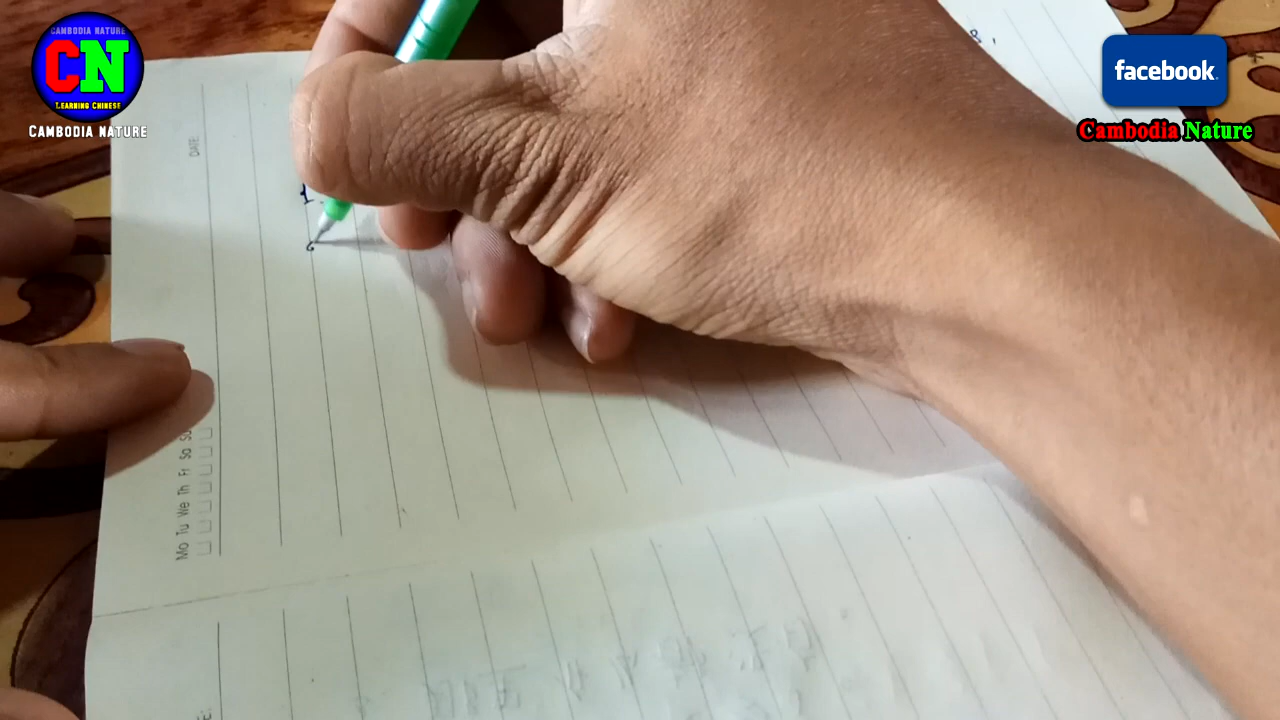 CAMBODIA NATURE
CN
LEARNING CHINESE
CAMBODIA NATURE
facebook
Cambodia Nature
DATE:
Mo Tu We Th Fr Sa Su